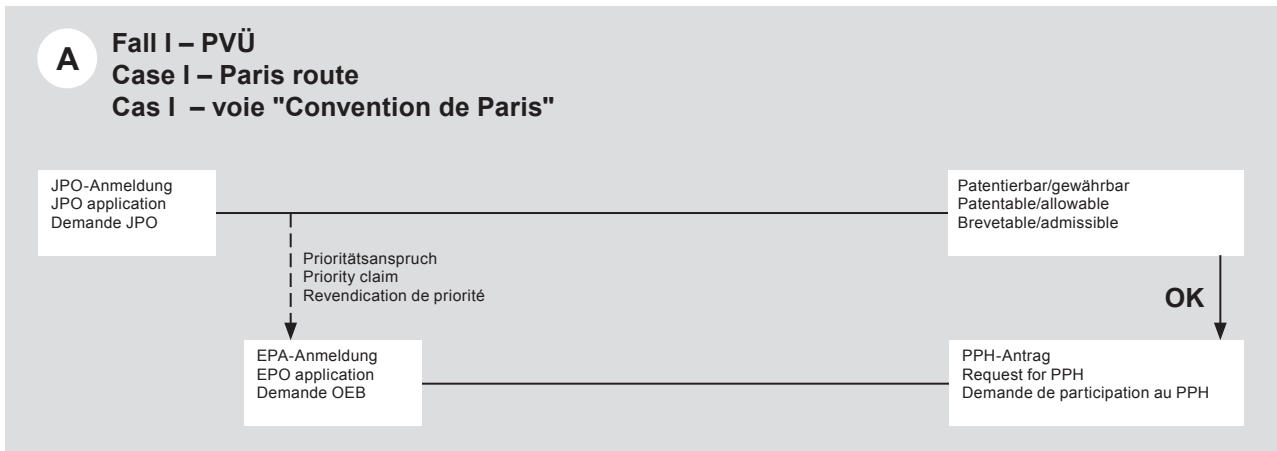 A
Fall I – PVÜ
Case I – Paris route
Cas I – voie "Convention de Paris"
JPO-Anmeldung
JPO application
Demande JPO
Patentierbar/gewährbar
Patentable/allowable
Brevetable/admissible
Prioritätsanspruch
Priority claim
Revendication de priorité
OK
EPA-Anmeldung
EPO application
Demande OEB
PPH-Antrag
Request for PPH
Demande de participation au PPH